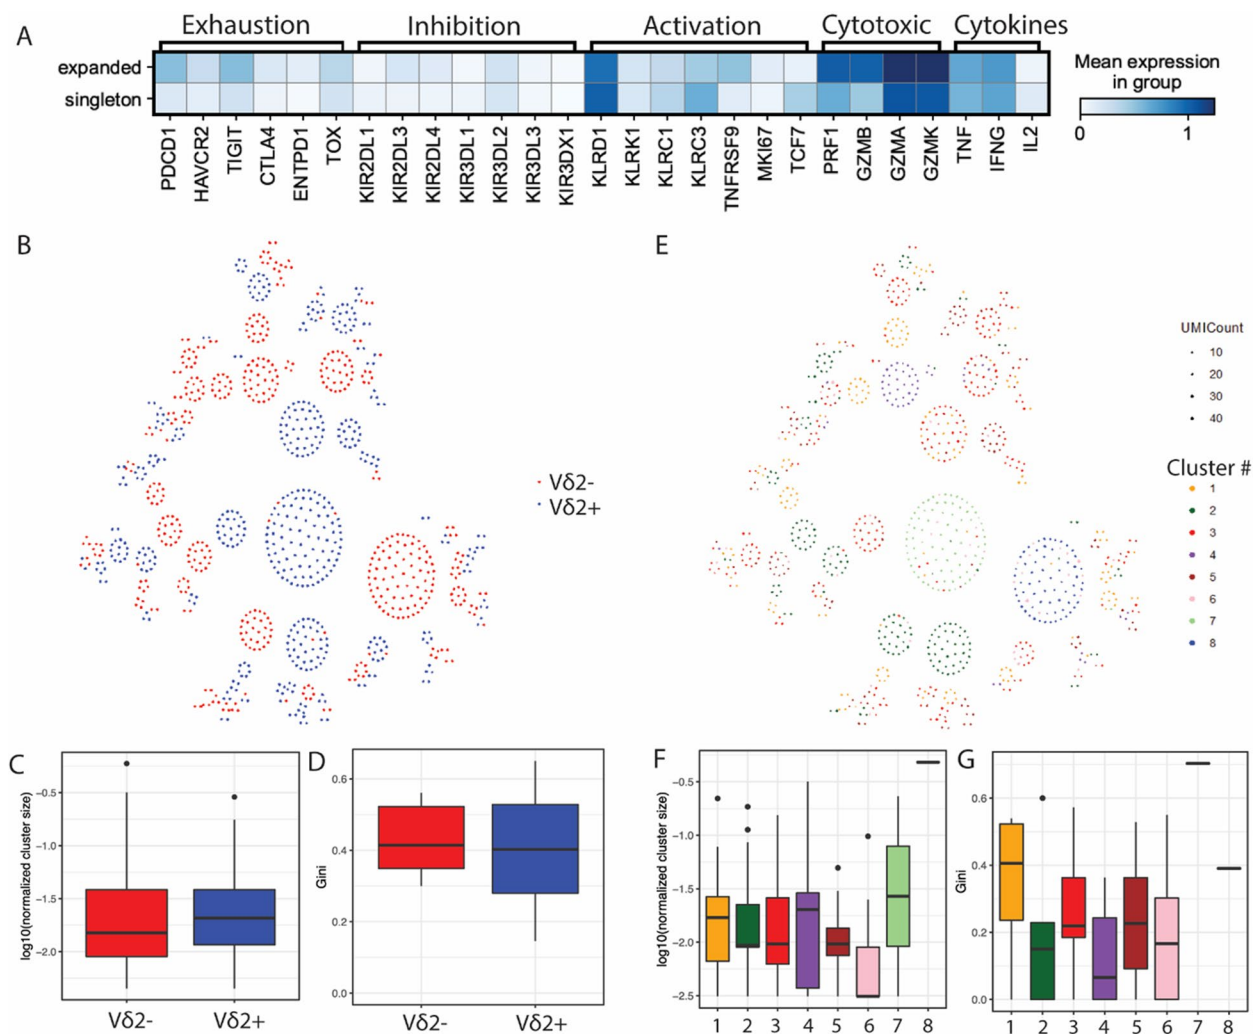 A
Exhaustion Inhibition Activation Cytotoxic Cytokines
expanded
singleton
Mean expression
in group
0 1
PDCD1 HAVCR2 TIGIT CTLA4 ENTPD1 TOX KIR2DL1 KIR2DL3 KIR2DL4 KIR3DL1 KIR3DL2 KIR3DL3 KIR3DX1 KLRD1 KLRK1 KLRC1 KLRC3 TNFRSF9 MKI67 TCF7 PRF1 GZMB GZMA GZMK TNF IFNG IL2
B
Vδ2-
Vδ2+
E
UMICount
10
20
30
40
Cluster #
1
2
3
4
5
6
7
8
C
log10(normalized cluster size)
−0.5
−1.0
−1.5
−2.0
Vδ2- Vδ2+
D
Gini
0.6
0.4
0.2
0.0
Vδ2- Vδ2+
F
log10(normalized cluster size)
−0.5
−1.0
−1.5
−2.0
−2.5
1 2 3 4 5 6 7 8
G
Gini
0.6
0.4
0.2
0.0
1 2 3 4 5 6 7 8